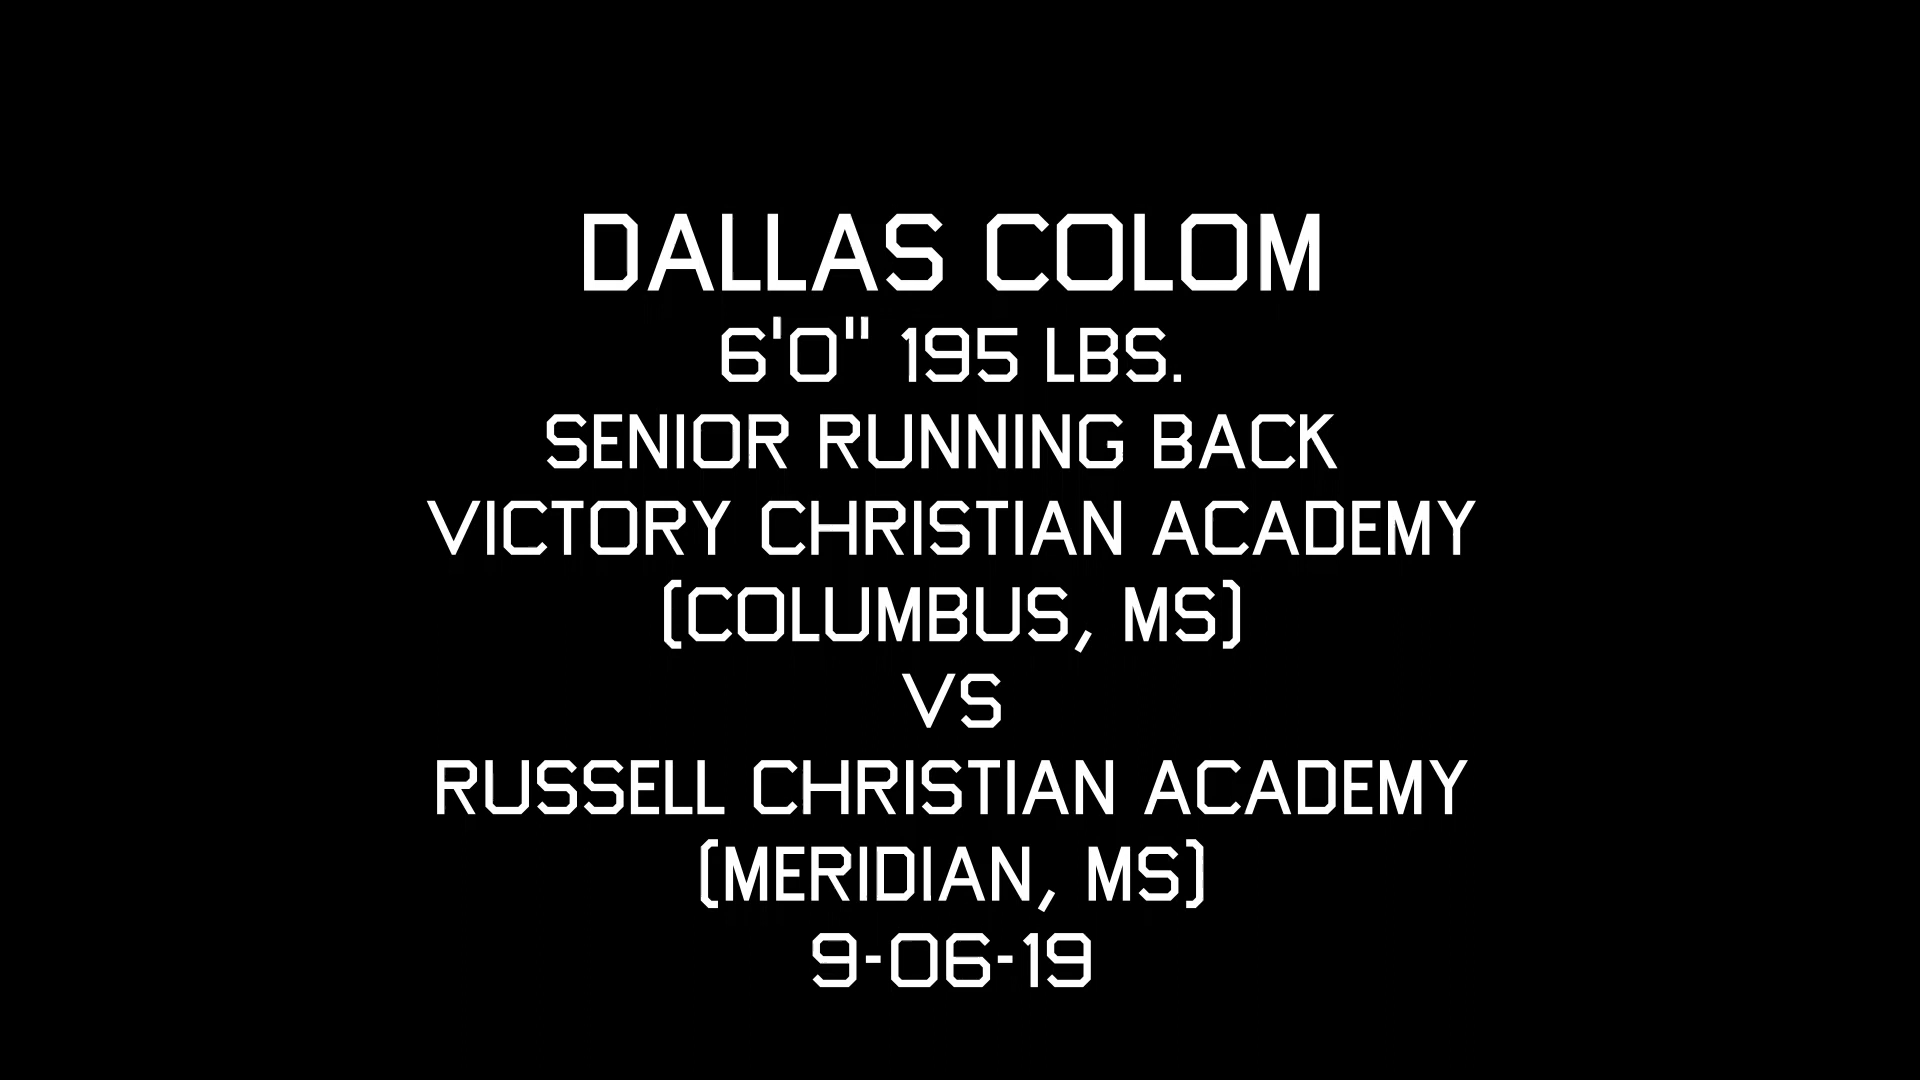 DALLAS COLOM
6'0" 195 LBS.
SENIOR RUNNING BACK
VICTORY CHRISTIAN ACADEMY
(COLUMBUS, MS)
VS
RUSSELL CHRISTIAN ACADEMY
(MERIDIAN, MS)
9-06-19